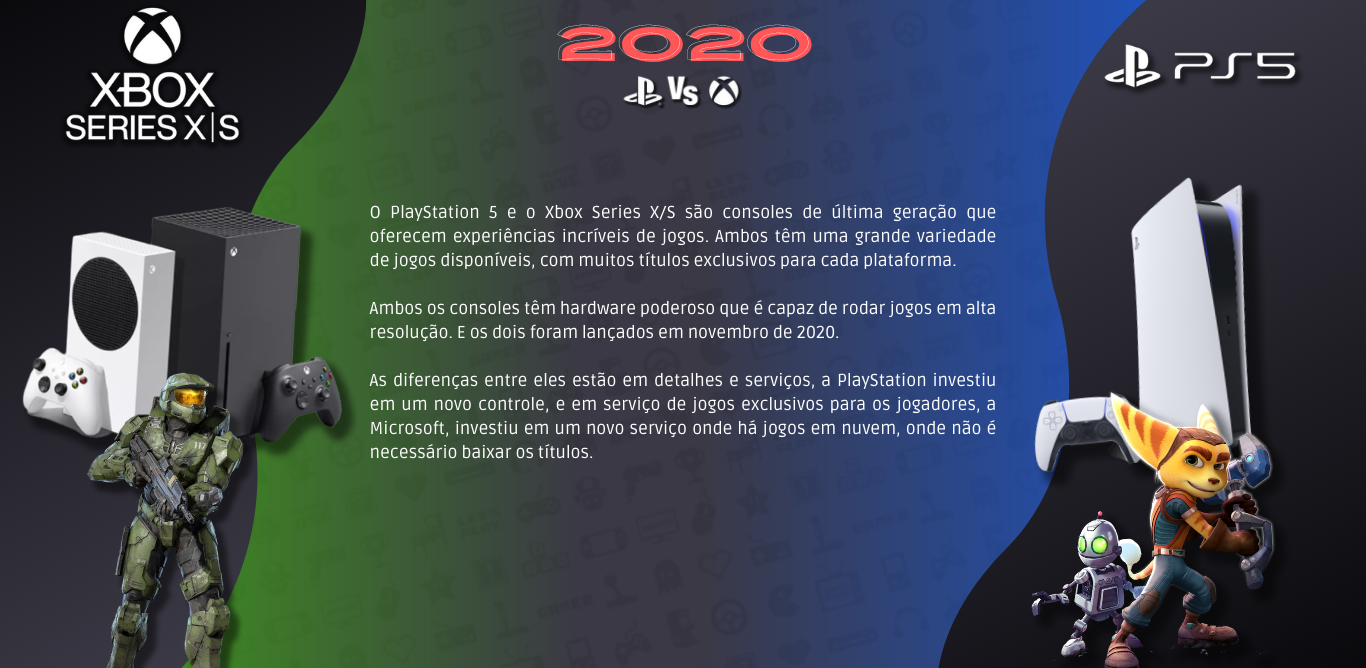 XBOX
SERIES X|S
2020
Vs
PS5
O PlayStation 5 e o Xbox Series X/S são consoles de última geração que
oferecem experiências incríveis de jogos. Ambos têm uma grande variedade
de jogos disponíveis, com muitos títulos exclusivos para cada plataforma.
Ambos os consoles têm hardware poderoso que é capaz de rodar jogos em alta
resolução. E os dois foram lançados em novembro de 2020.
As diferenças entre eles estão em detalhes e serviços, a PlayStation investiu
em um novo controle, e em serviço de jogos exclusivos para os jogadores, a
Microsoft, investiu em um novo serviço onde há jogos em nuvem, onde não é
necessário baixar os títulos.